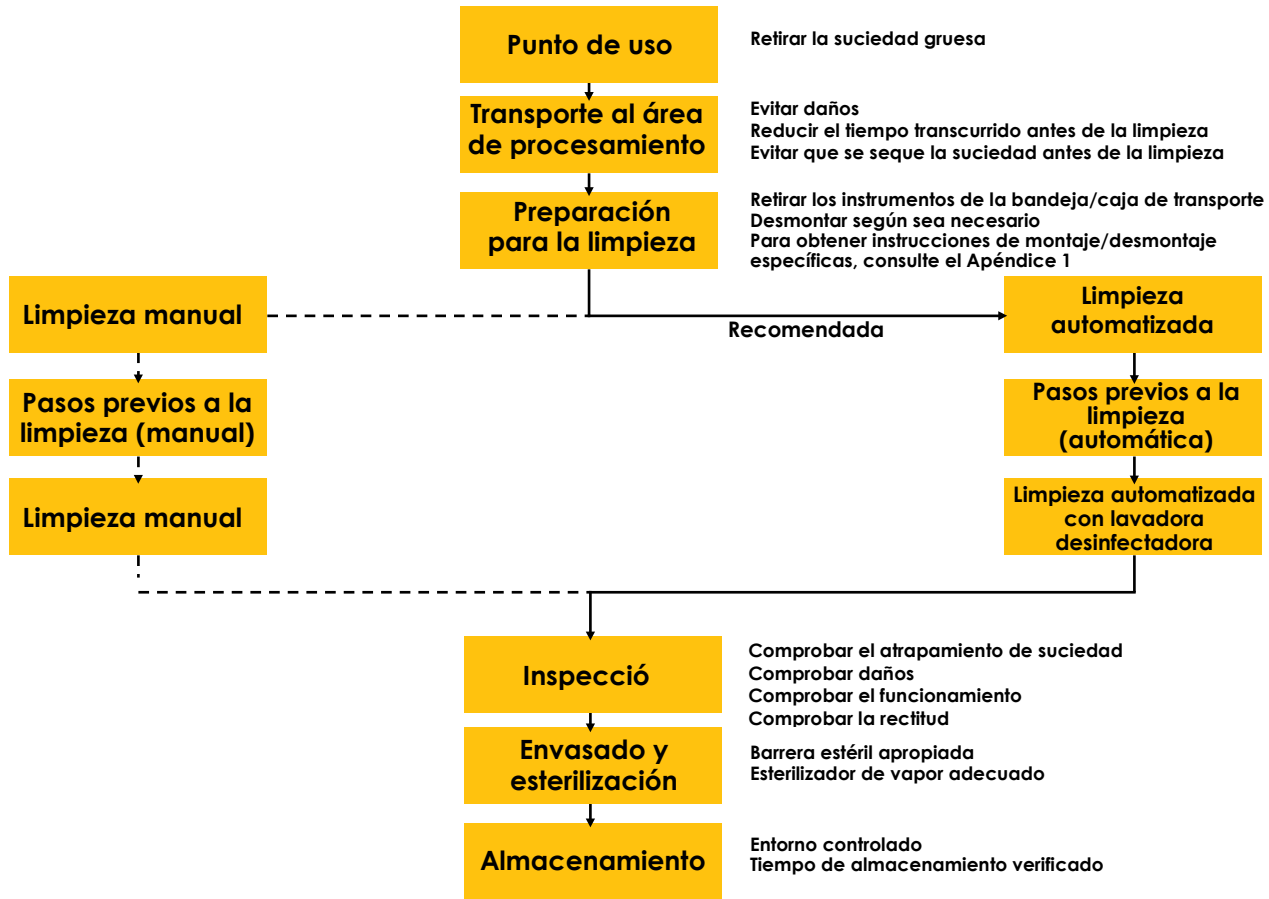 Punto de uso
Retirar la suciedad gruesa
Transporte al área
de procesamiento
Evitar daños
Reducir el tiempo transcurrido antes de la limpieza
Evitar que se seque la suciedad antes de la limpieza
Preparación
para la limpieza
Retirar los instrumentos de la bandeja/caja de transporte
Desmontar según sea necesario
Para obtener instrucciones de montaje/desmontaje
específicas, consulte el Apéndice 1
Limpieza manual
Recomendada
Limpieza
automatizada
Pasos previos a la
limpieza (manual)
Pasos previos a la
limpieza
(automática)
Limpieza manual
Limpieza automatizada
con lavadora
desinfectadora
Inspecció
Comprobar el atrapamiento de suciedad
Comprobar daños
Comprobar el funcionamiento
Comprobar la rectitud
Envasado y
esterilización
Barrera estéril apropiada
Esterilizador de vapor adecuado
Almacenamiento
Entorno controlado
Tiempo de almacenamiento verificado